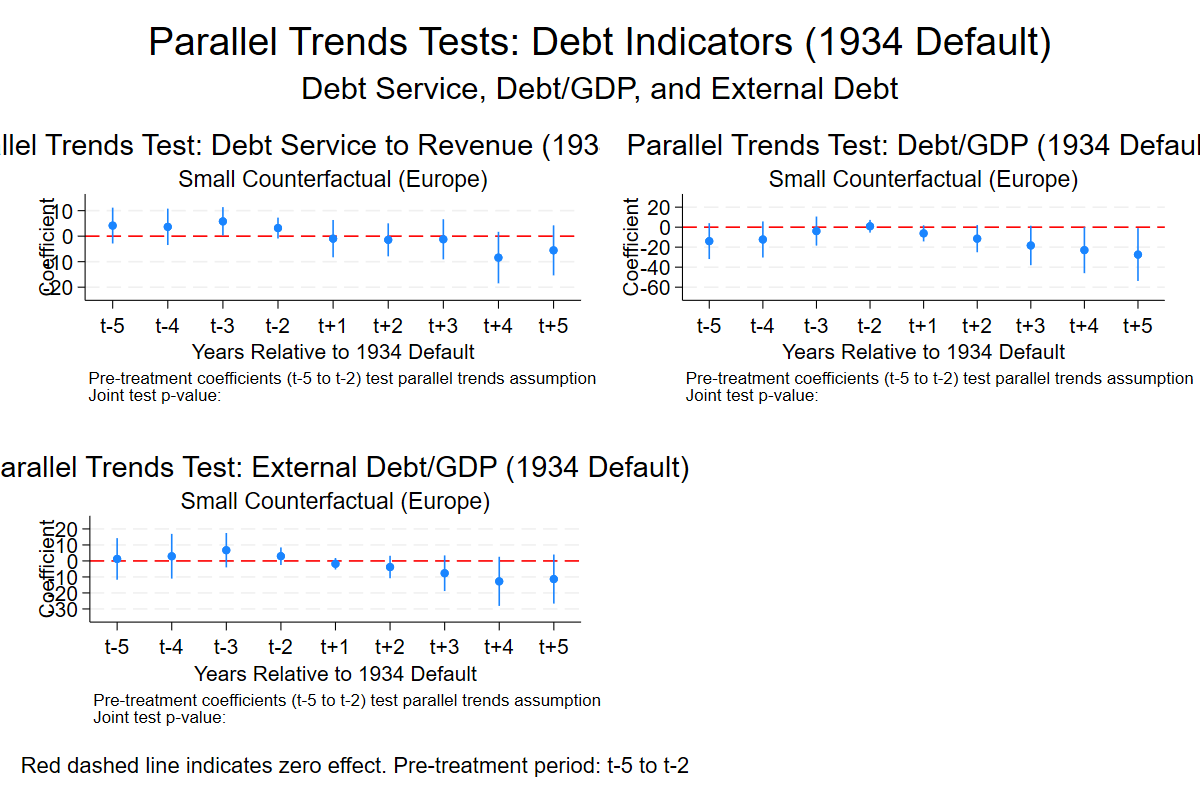 Parallel Trends Tests: Debt Indicators (1934 Default)
Debt Service, Debt/GDP, and External Debt
llel Trends Test: Debt Service to Revenue (193
Small Counterfactual (Europe)
Coefficient
10
0
-10
-20
t-5 t-4 t-3 t-2 t+1 t+2 t+3 t+4 t+5
Years Relative to 1934 Default
Pre-treatment coefficients (t-5 to t-2) test parallel trends assumption
Joint test p-value:
Parallel Trends Test: Debt/GDP (1934 Defaul
Small Counterfactual (Europe)
Coefficient
20
0
-20
-40
-60
t-5 t-4 t-3 t-2 t+1 t+2 t+3 t+4 t+5
Years Relative to 1934 Default
Pre-treatment coefficients (t-5 to t-2) test parallel trends assumption
Joint test p-value:
arallel Trends Test: External Debt/GDP (1934 Default)
Small Counterfactual (Europe)
Coefficient
20
10
0
-10
-20
-30
t-5 t-4 t-3 t-2 t+1 t+2 t+3 t+4 t+5
Years Relative to 1934 Default
Pre-treatment coefficients (t-5 to t-2) test parallel trends assumption
Joint test p-value:
Red dashed line indicates zero effect. Pre-treatment period: t-5 to t-2